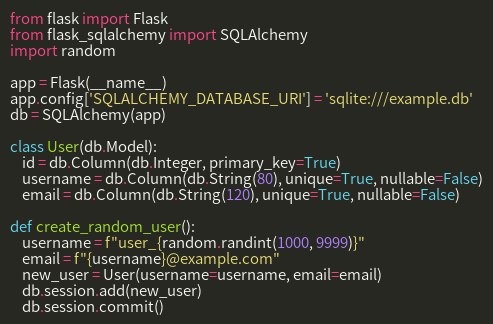 from flask import Flask
from flask_sqlalchemy import SQLAlchemy
import random

app = Flask(__name__)
app.config['SQLALCHEMY_DATABASE_URI'] = 'sqlite:///example.db'
db = SQLAlchemy(app)

class User(db.Model):
    id = db.Column(db.Integer, primary_key=True)
    username = db.Column(db.String(80), unique=True, nullable=False)
    email = db.Column(db.String(120), unique=True, nullable=False)

def create_random_user():
    username = f"user_{random.randint(1000, 9999)}"
    email = f"{username}@example.com"
    new_user = User(username=username, email=email)
    db.session.add(new_user)
    db.session.commit()